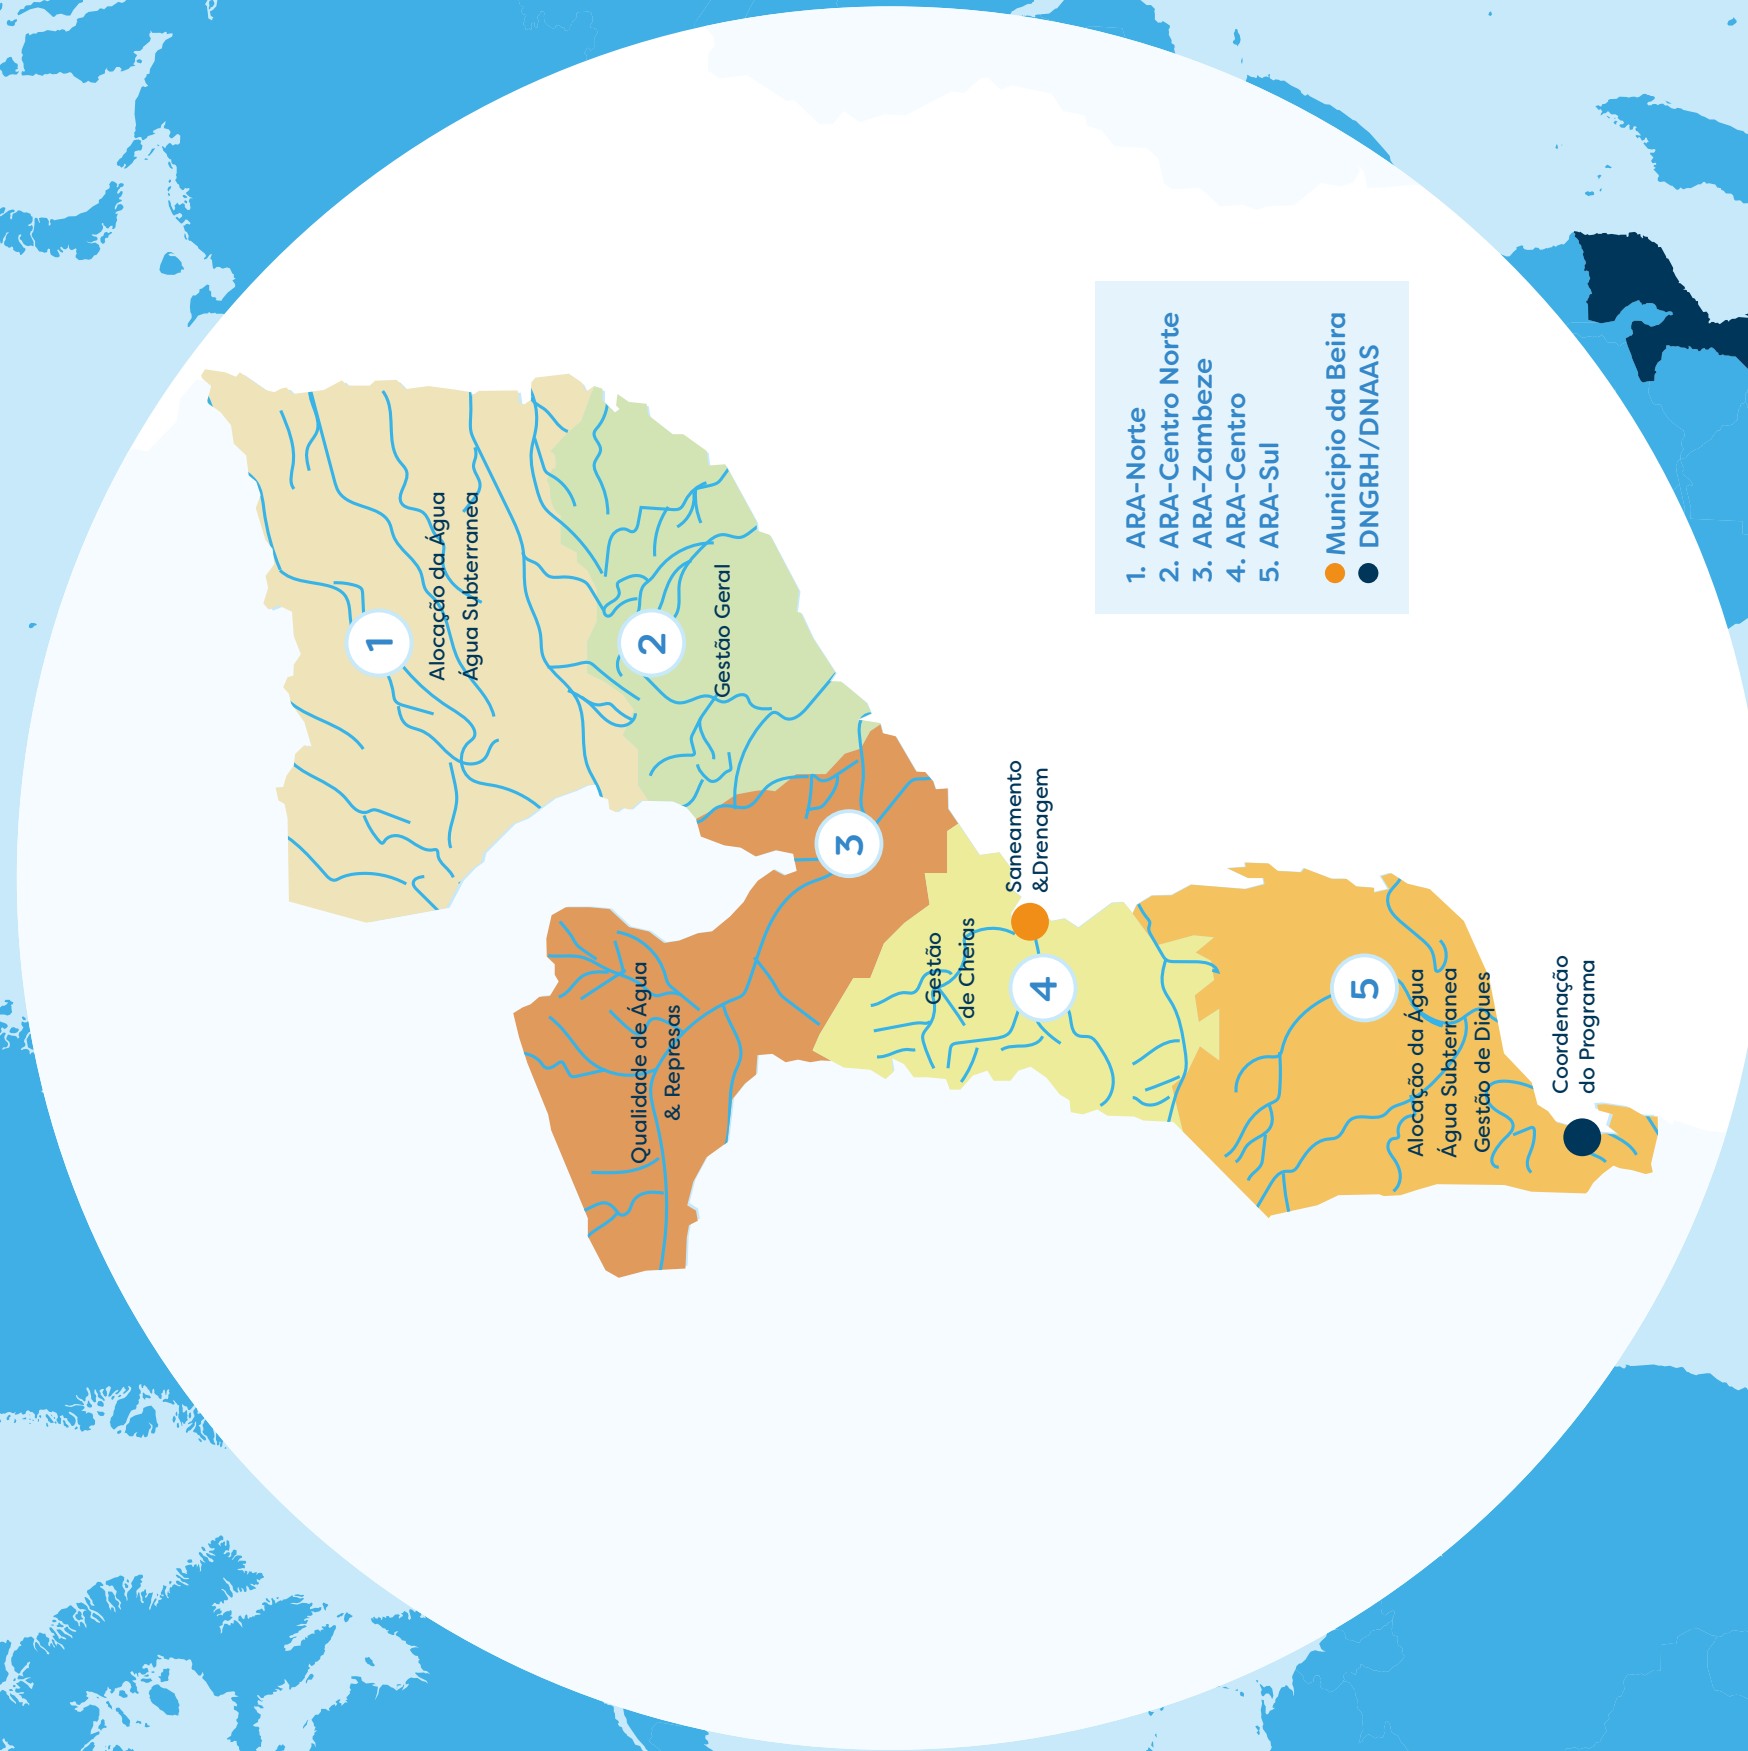 1
Alocação da Água
Água Subterranea
2
Gestão Geral
3
Qualidade de Água
& Represas
Saneamento
&Drenagem
Gestão
de Cheias
4
5
Alocação da Água
Água Subterranea
Gestão de Diques
Coordenação
do Programa
1. ARA-Norte
2. ARA-Centro Norte
3. ARA-Zambeze
4. ARA-Centro
5. ARA-Sul
Municipio da Beira
DNGRH/DNAAS